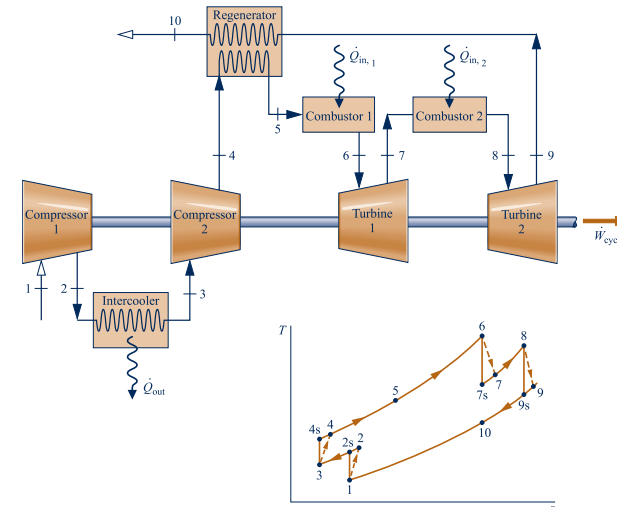 10
Regenerator
Q̇in, 1
Q̇in, 2
5
Combustor 1
Combustor 2
4
6
7
8
9
Compressor
1
Compressor
2
Turbine
1
Turbine
2
Ẇcyc
1
2
3
Intercooler
Q̇out
T
6
8
5
7
7s
9
9s
10
4s
4
2s
2
3
1